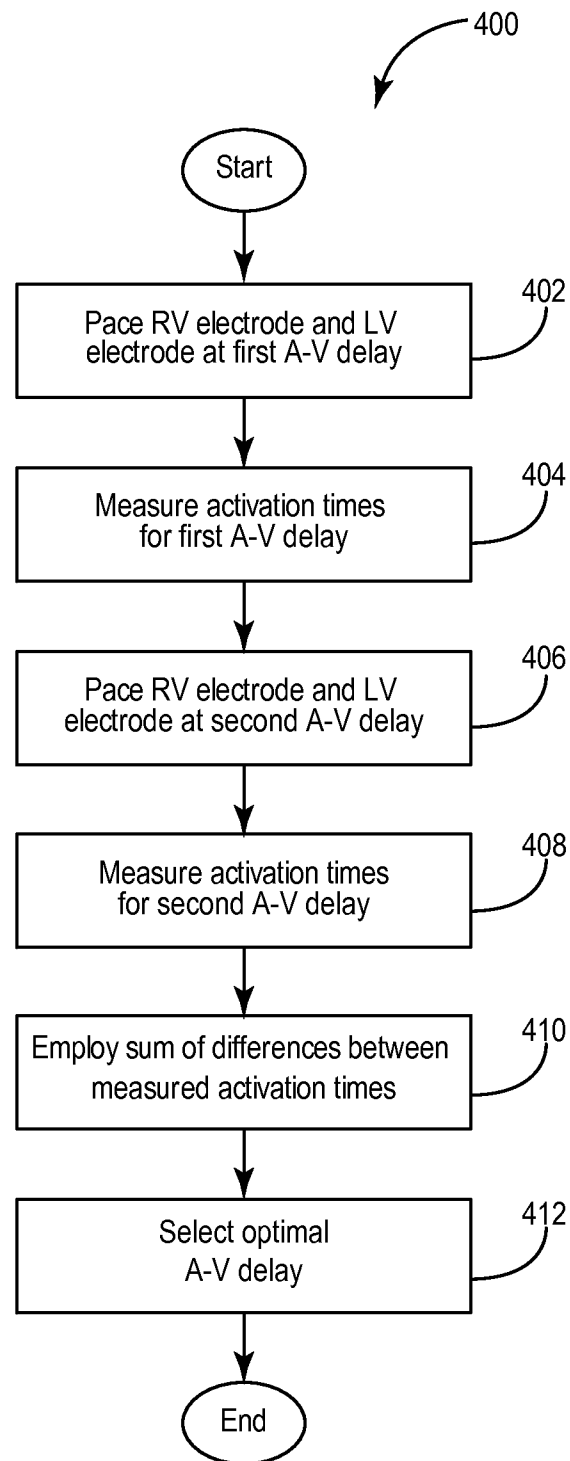 400
Start
402
Pace RV electrode and LV
electrode at first A-V delay
404
Measure activation times
for first A-V delay
406
Pace RV electrode and LV
electrode at second A-V delay
408
Measure activation times
for second A-V delay
410
Employ sum of differences between
measured activation times
412
Select optimal
A-V delay
End